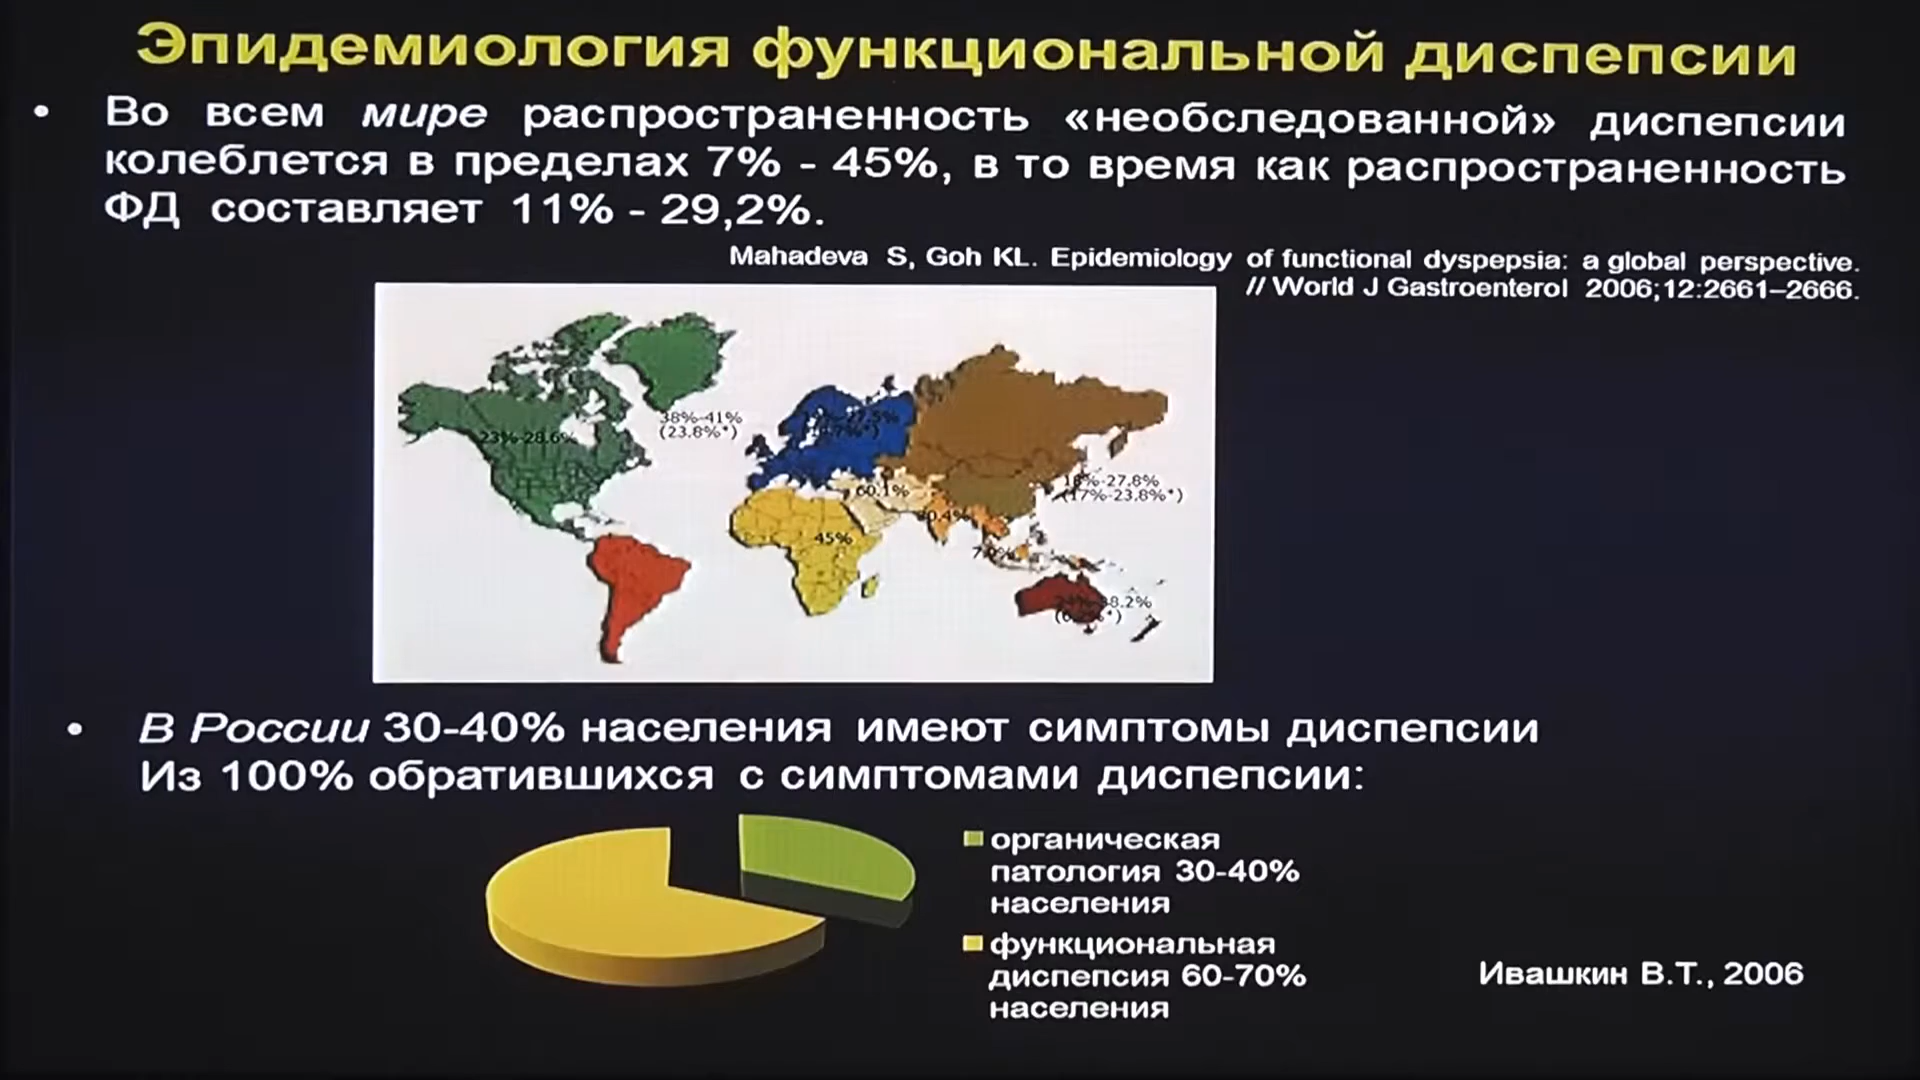 Эпидемиология функциональной диспепсии
• Во всем мире распространенность «необследованной» диспепсии
колеблется в пределах 7% - 45%, в то время как распространенность
ФД составляет 11% - 29,2%.
Mahadeva S, Goh KL. Epidemiology of functional dyspepsia: a global perspective.
// World J Gastroenterol 2006;12:2661–2666.
38%-41%
(23.8%*)
23%-28.6%
60.1%
-27.8%
(17%-23.8%*)
45%
• В России 30-40% населения имеют симптомы диспепсии
Из 100% обратившихся с симптомами диспепсии:
органическая
патология 30-40%
населения
функциональная
диспепсия 60-70%
населения
Ивашкин В.Т., 2006